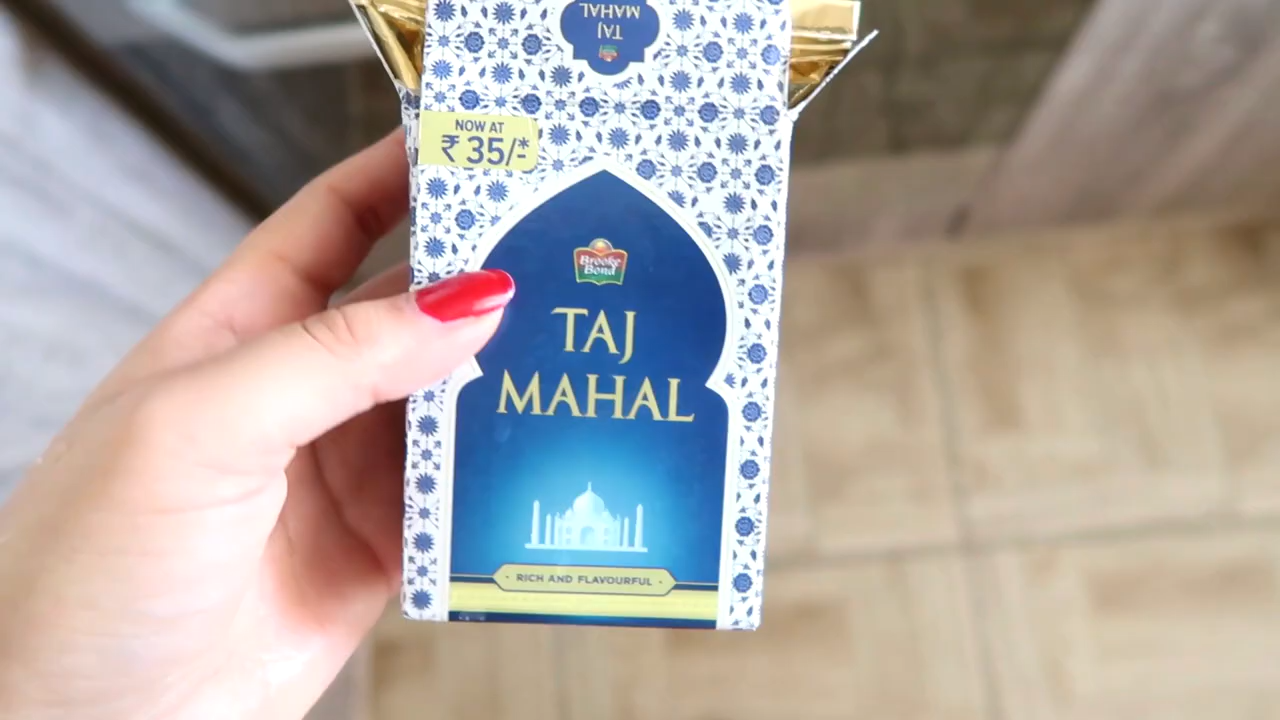 TAJ
MAHAL
NOW AT
₹35/-*
Brooke
Bond
TAJ
MAHAL
RICH AND FLAVOURFUL